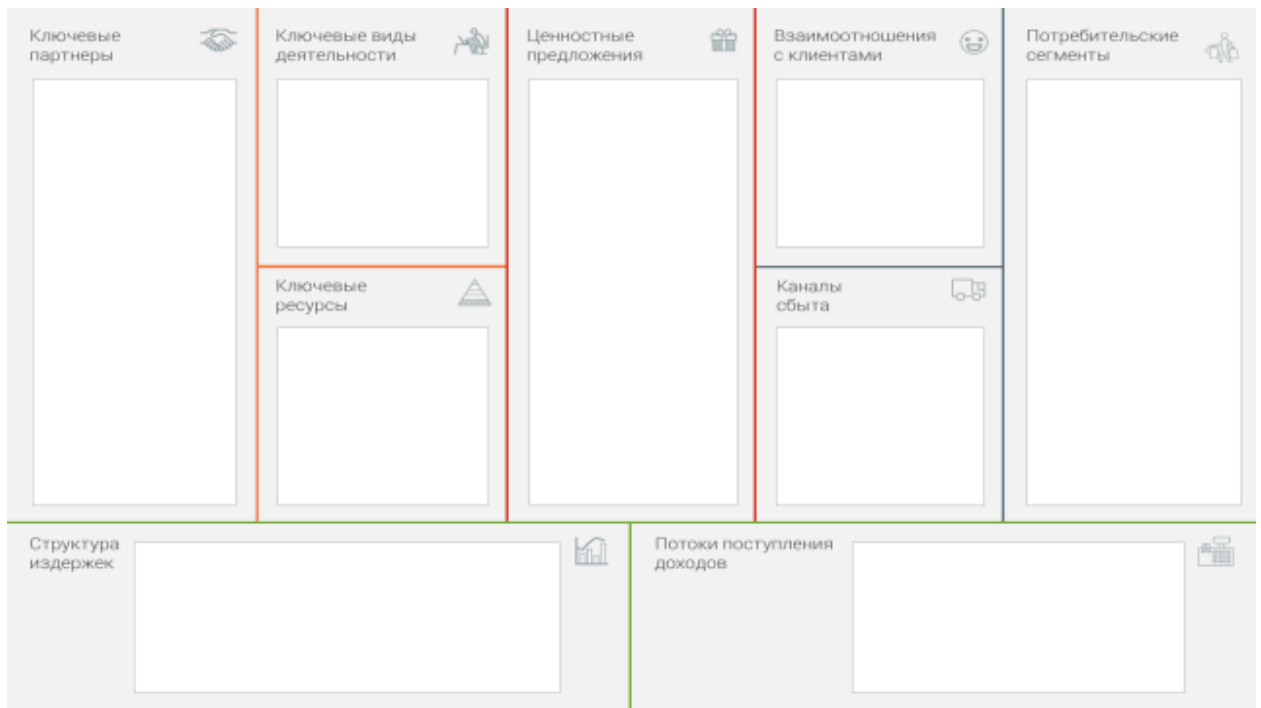 Ключевые
партнеры
Ключевые виды
деятельности
Ценностные
предложения
Взаимоотношения
с клиентами
Потребительские
сегменты
Ключевые
ресурсы
Каналы
сбыта
Структура
издержек
Потоки поступления
доходов